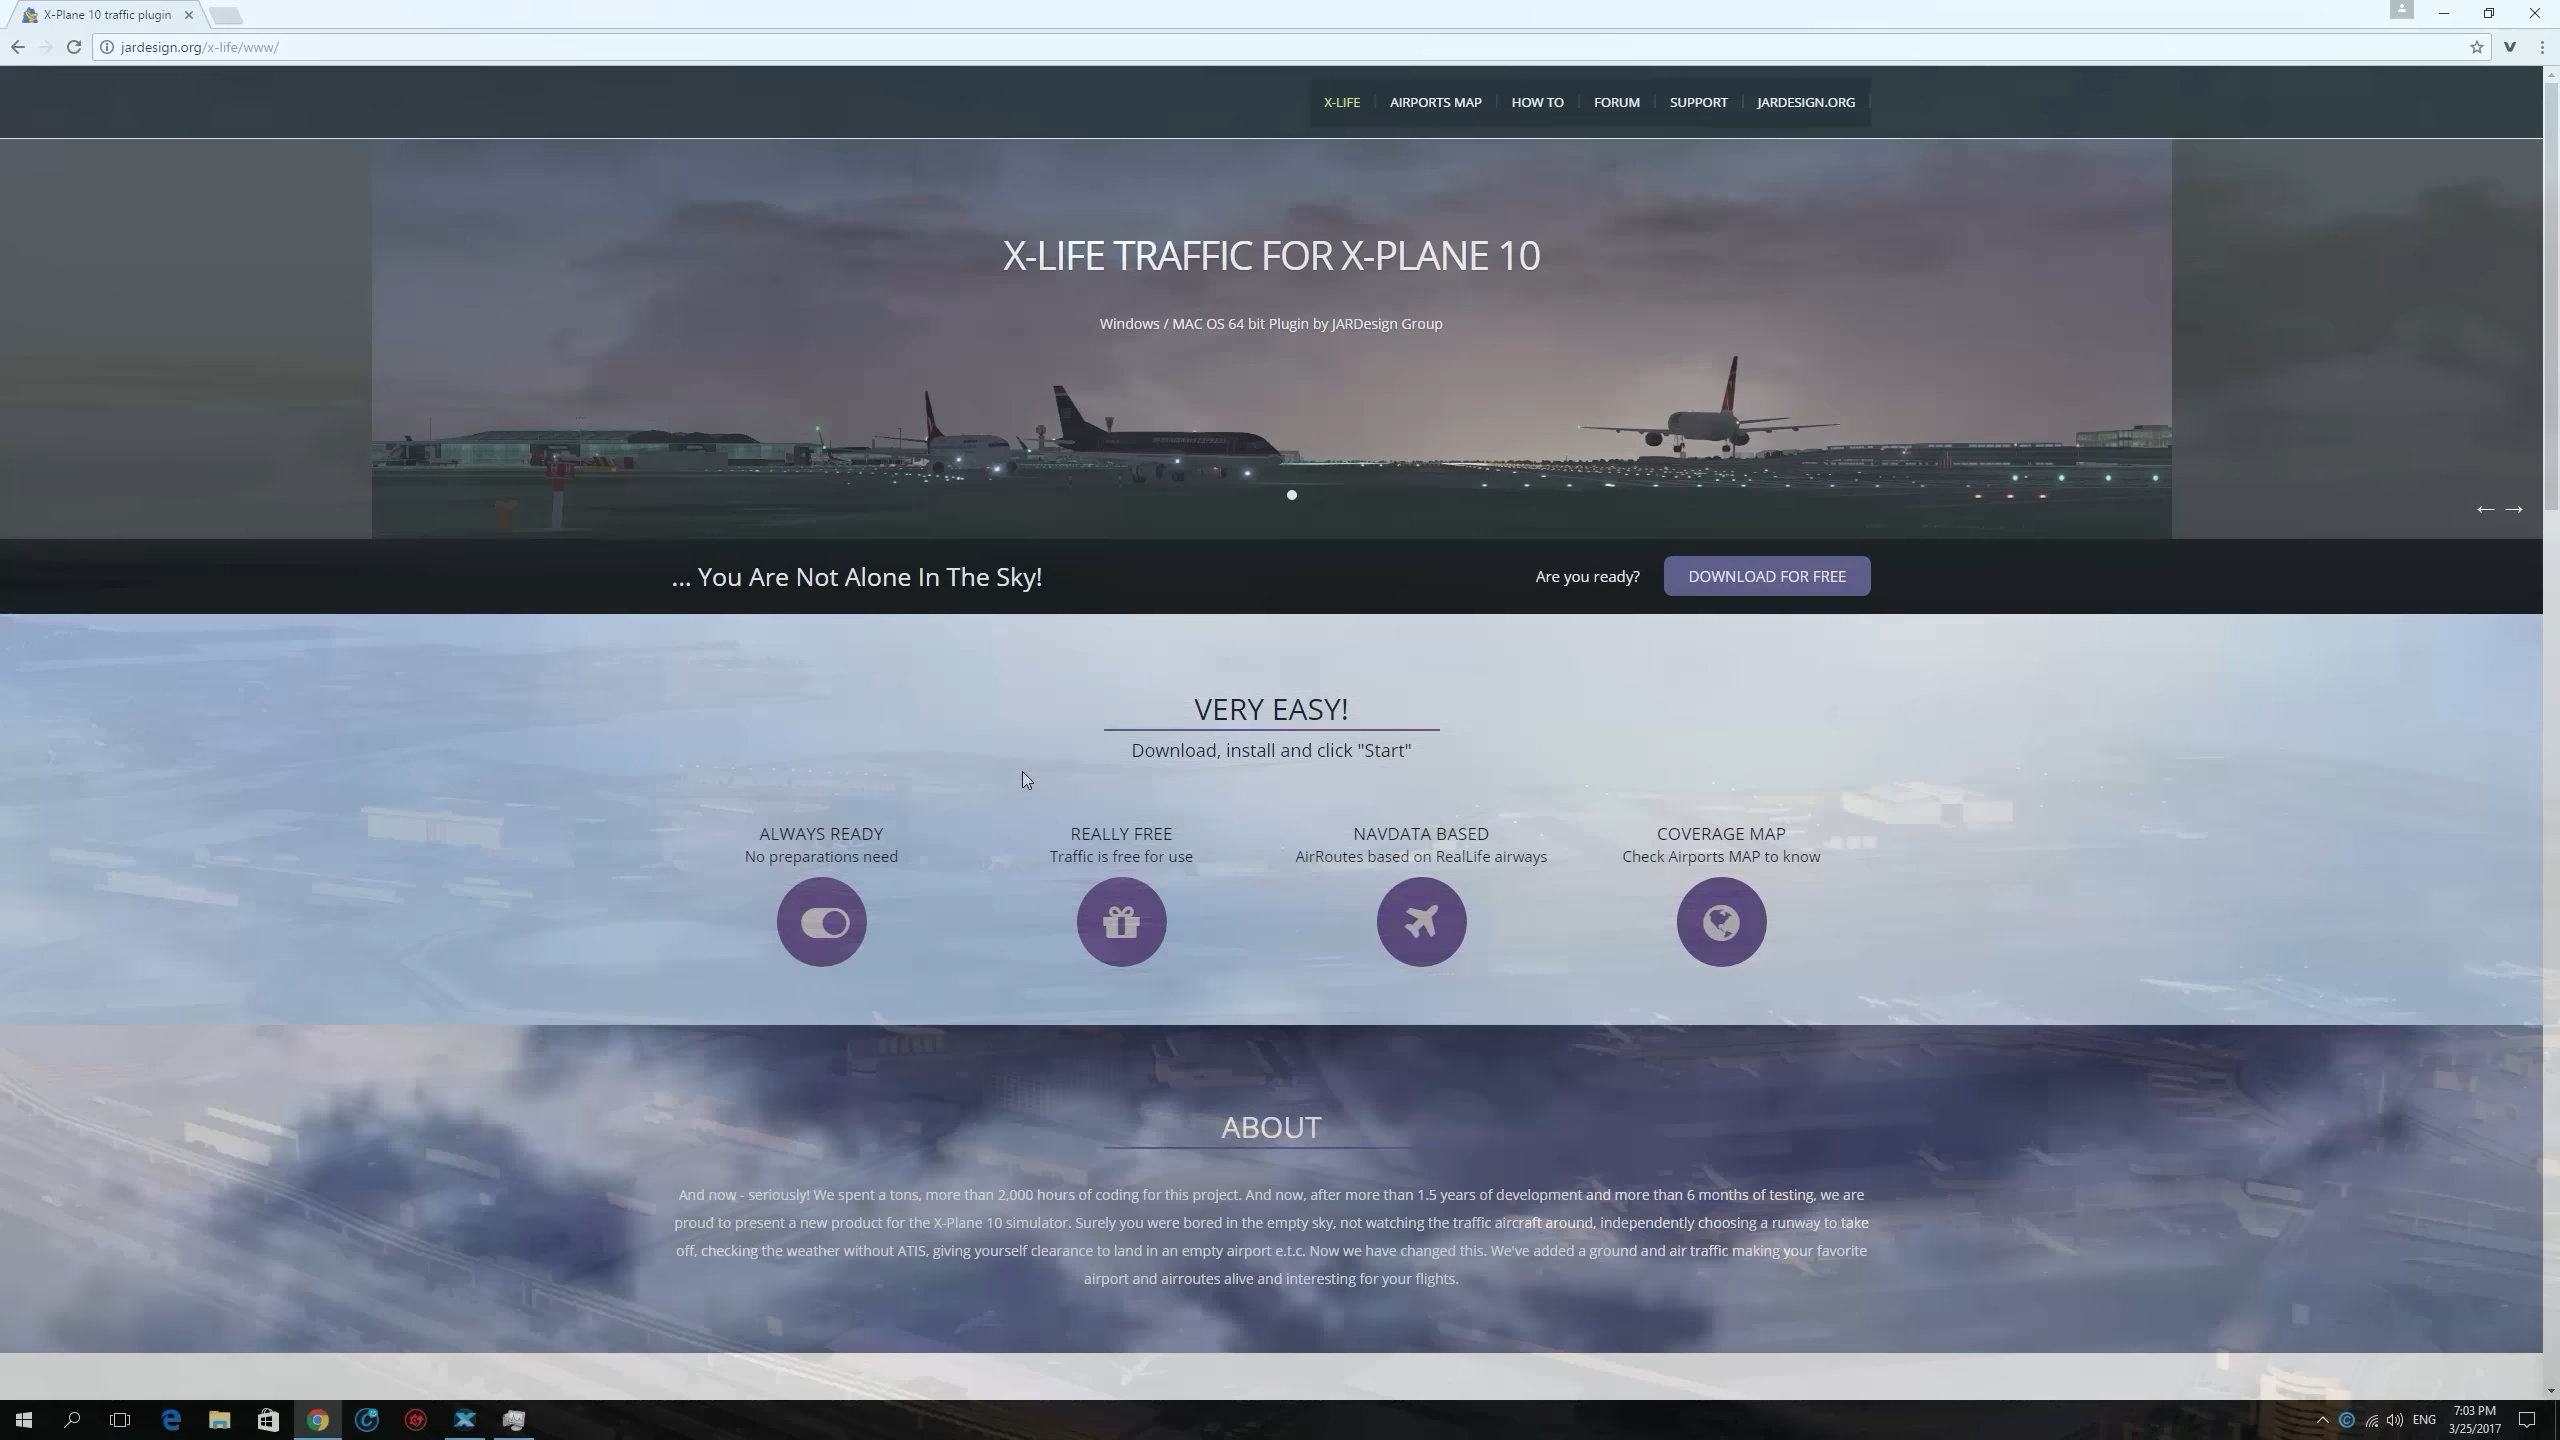 X-Plane 10 traffic plugin
jardesign.org/x-life/www/
X-LIFE
AIRPORTS MAP
HOW TO
FORUM
SUPPORT
JARDESIGN.ORG
X-LIFE TRAFFIC FOR X-PLANE 10
Windows / MAC OS 64 bit Plugin by JARDesign Group
... You Are Not Alone In The Sky!
Are you ready?
DOWNLOAD FOR FREE
VERY EASY!
Download, install and click "Start"
ALWAYS READY
No preparations need
REALLY FREE
Traffic is free for use
NAVDATA BASED
AirRoutes based on RealLife airways
COVERAGE MAP
Check Airports MAP to know
ABOUT
And now - seriously! We spent a tons, more than 2,000 hours of coding for this project. And now, after more than 1.5 years of development and more than 6 months of testing, we are
proud to present a new product for the X-Plane 10 simulator. Surely you were bored in the empty sky, not watching the traffic aircraft around, independently choosing a runway to take
off, checking the weather without ATIS, giving yourself clearance to land in an empty airport e.t.c. Now we have changed this. We've added a ground and air traffic making your favorite
airport and airroutes alive and interesting for your flights.
ENG
7:03 PM
3/25/2017